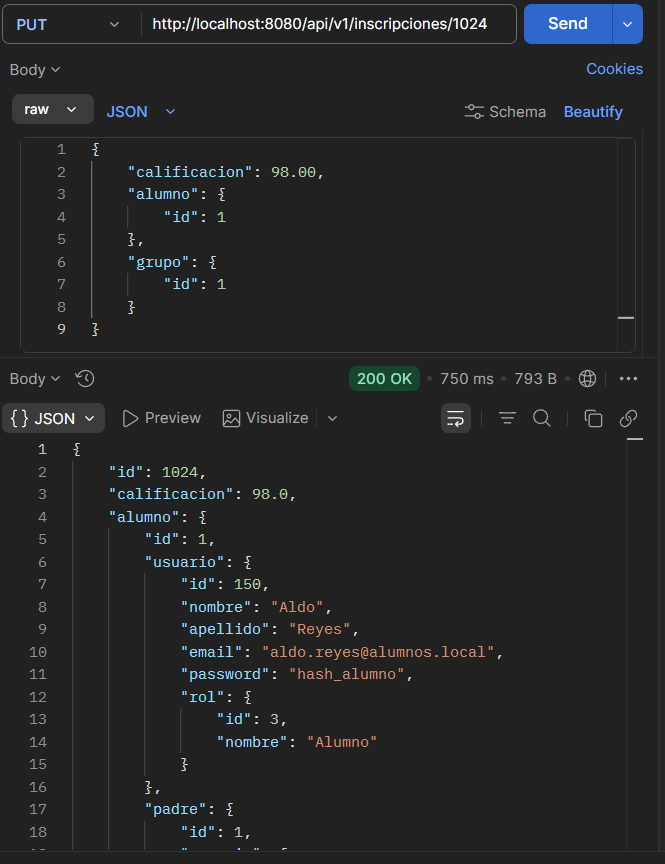 PUT http://localhost:8080/api/v1/inscripciones/1024 Send
Body Cookies
raw JSON Schema Beautify
1 {
2 "calificacion": 98.00,
3 "alumno": {
4 "id": 1
5 },
6 "grupo": {
7 "id": 1
8 }
9 }
Body 200 OK • 750 ms • 793 B •
{} JSON Preview Visualize
1 {
2 "id": 1024,
3 "calificacion": 98.0,
4 "alumno": {
5 "id": 1,
6 "usuario": {
7 "id": 150,
8 "nombre": "Aldo",
9 "apellido": "Reyes",
10 "email": "aldo.reyes@alumnos.local",
11 "password": "hash_alumno",
12 "rol": {
13 "id": 3,
14 "nombre": "Alumno"
15 }
16 },
17 "padre": {
18 "id": 1,